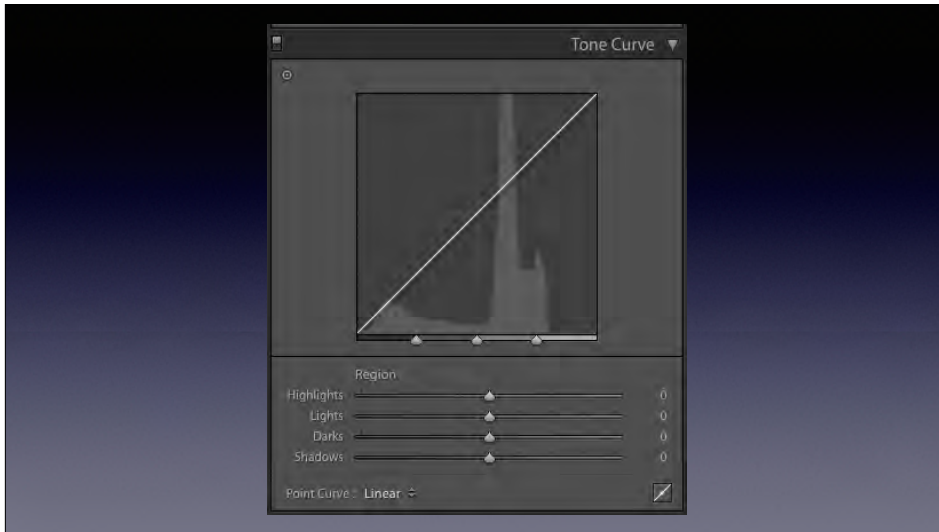 Tone Curve
Region
Highlights 0
Lights 0
Darks 0
Shadows 0
Point Curve : Linear